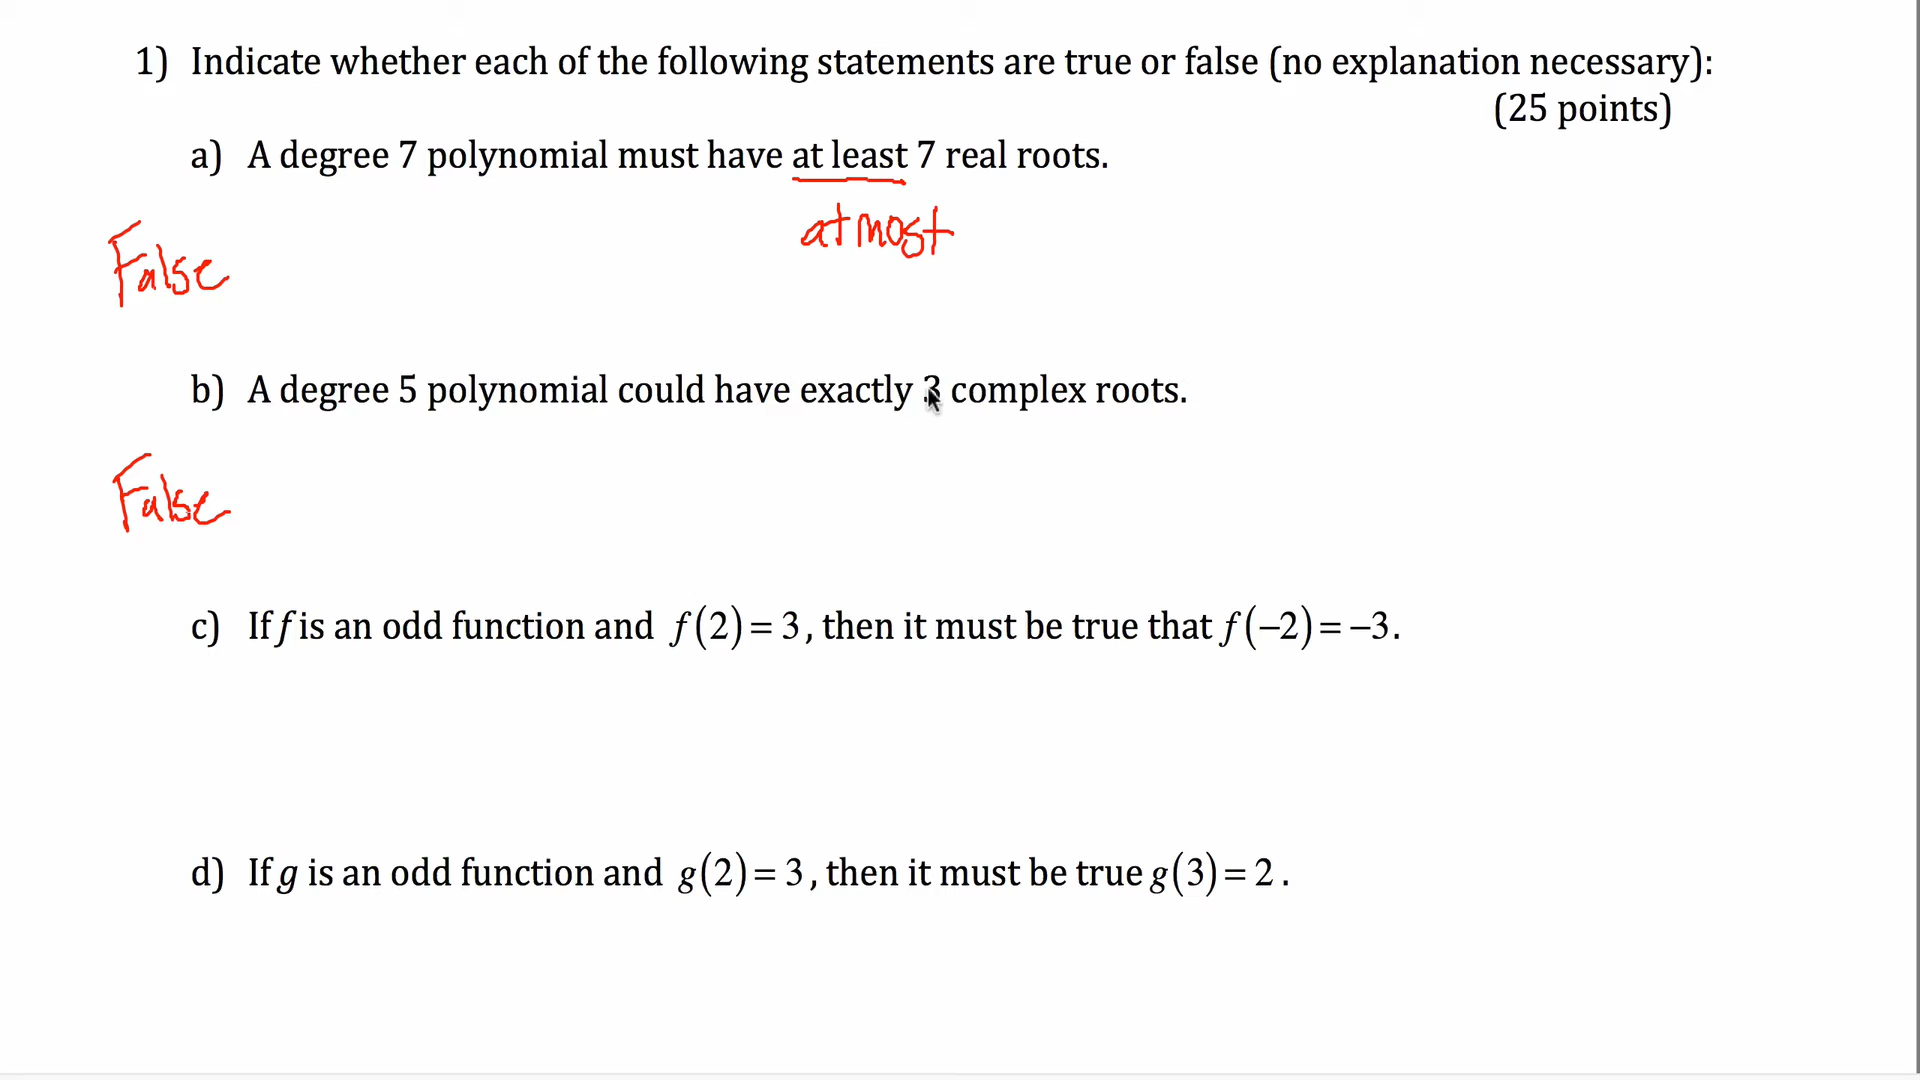 1) Indicate whether each of the following statements are true or false (no explanation necessary):
(25 points)
a) A degree 7 polynomial must have at least 7 real roots.
at most
False
b) A degree 5 polynomial could have exactly 3 complex roots.
False
c) If f is an odd function and f(2)=3, then it must be true that f(−2)=−3.
d) If g is an odd function and g(2)=3, then it must be true g(3)=2.